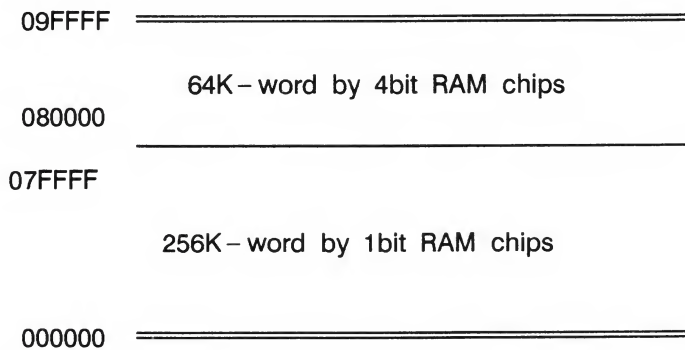 09FFFF
64K – word by 4bit RAM chips
080000
07FFFF
256K – word by 1bit RAM chips
000000